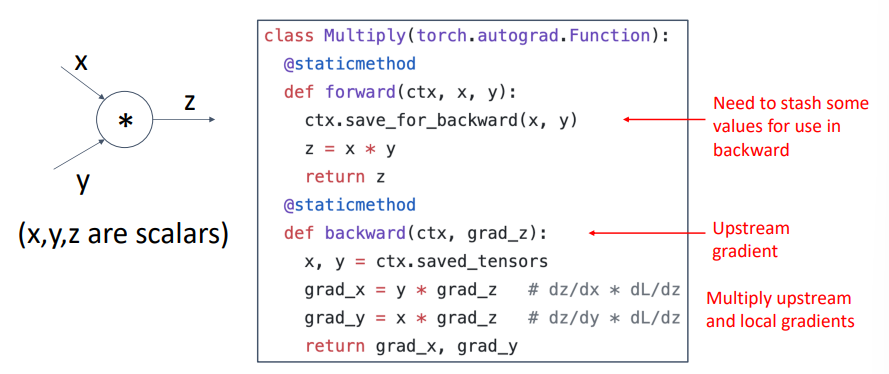 x
*
z
y
(x,y,z are scalars)
class Multiply(torch.autograd.Function):
@staticmethod
def forward(ctx, x, y):
ctx.save_for_backward(x, y)
z = x * y
return z
@staticmethod
def backward(ctx, grad_z):
x, y = ctx.saved_tensors
grad_x = y * grad_z # dz/dx * dL/dz
grad_y = x * grad_z # dz/dy * dL/dz
return grad_x, grad_y
Need to stash some
values for use in
backward
Upstream
gradient
Multiply upstream
and local gradients